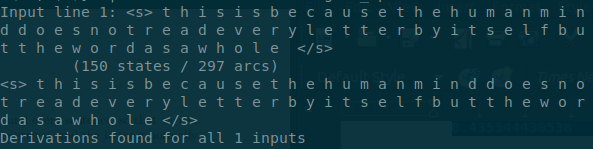 Input line 1: <s> t h i s i s b e c a u s e t h e h u m a n m i n
d d o e s n o t r e a d e v e r y l e t t e r b y i t s e l f b u
t t h e w o r d a s a w h o l e </s>
(150 states / 297 arcs)
<s> t h i s i s b e c a u s e t h e h u m a n m i n d d o e s n o
t r e a d e v e r y l e t t e r b y i t s e l f b u t t h e w o r
d a s a w h o l e </s>
Derivations found for all 1 inputs